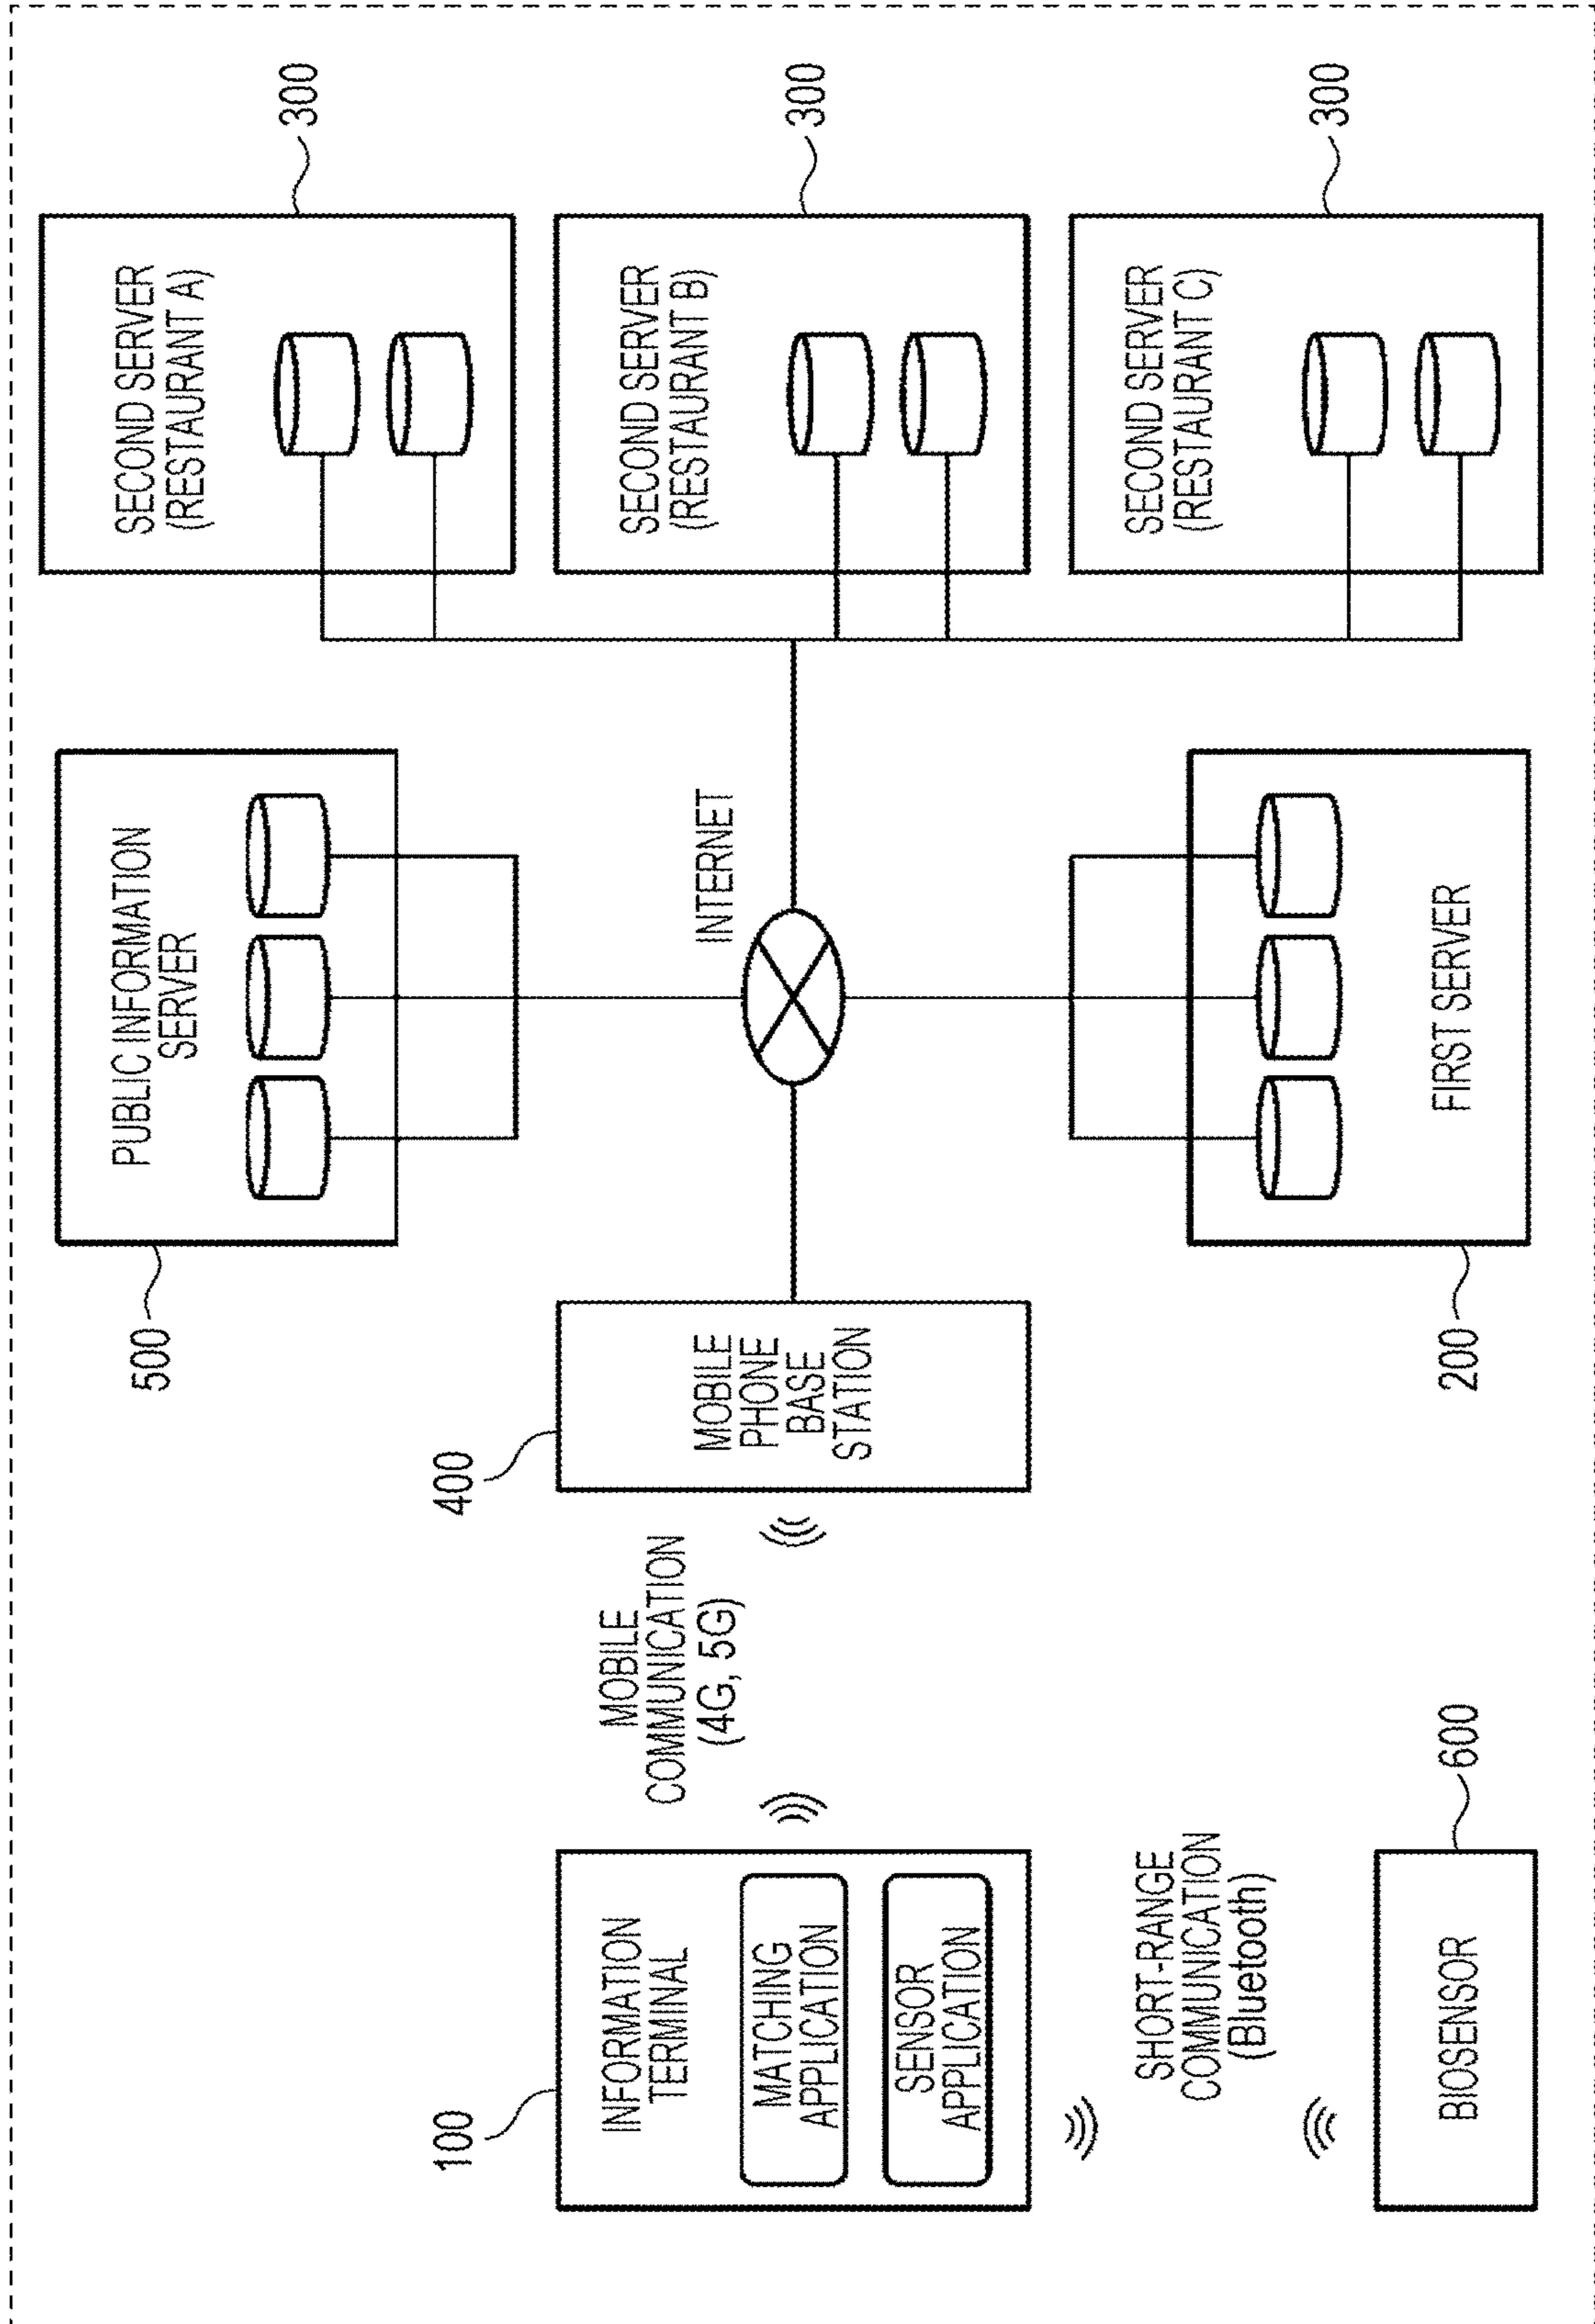 500
PUBLIC INFORMATION
SERVER
SECOND SERVER
(RESTAURANT A)
300
100
INFORMATION
TERMINAL
MATCHING
APPLICATION
SENSOR
APPLICATION
MOBILE
COMMUNICATION
(4G, 5G)
400
MOBILE
PHONE
BASE
STATION
INTERNET
SECOND SERVER
(RESTAURANT B)
300
SHORT-RANGE
COMMUNICATION
(Bluetooth)
BIOSENSOR
600
200
FIRST SERVER
SECOND SERVER
(RESTAURANT C)
300